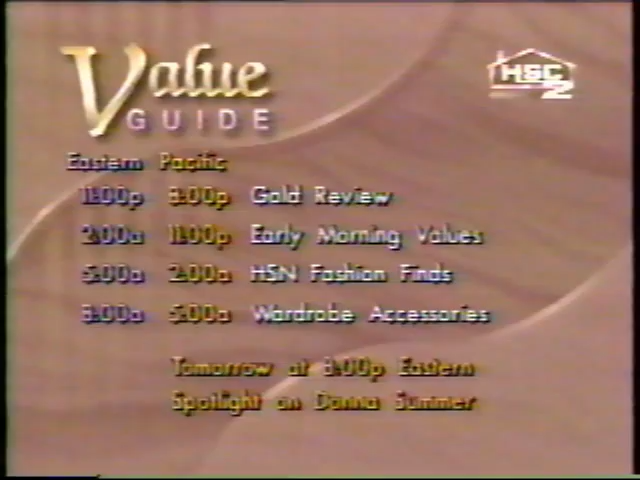 Value
GUIDE
HSC
2
Eastern Pacific
11:00p 8:00p Gold Review
2:00a 11:00p Early Morning Values
5:00a 2:00a HSN Fashion Finds
8:00a 5:00a Wardrobe Accessories
Tomorrow at 8:00p Eastern
Spotlight on Donna Summer